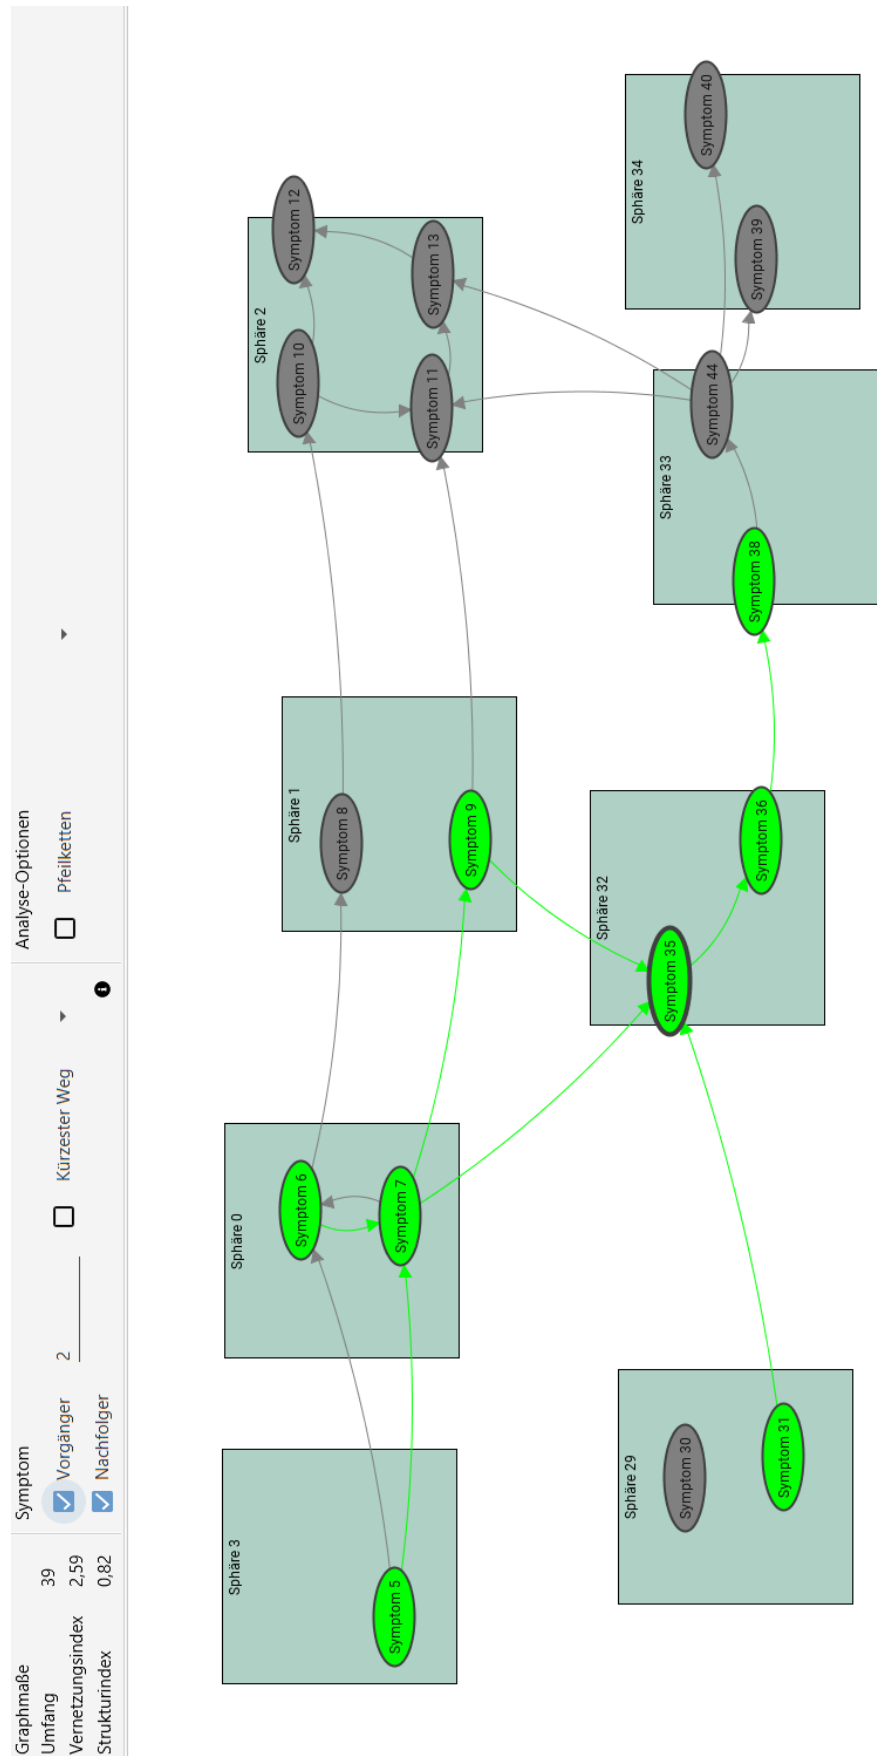 Graphmaße
Umfang 39
Vernetzungsindex 2,59
Strukturindex 0,82
Symptom
Vorgänger 2
Nachfolger
Kürzester Weg
Analyse-Optionen
Pfeilketten
Sphäre 3
Symptom 5
Sphäre 0
Symptom 6
Symptom 7
Sphäre 1
Symptom 8
Symptom 9
Sphäre 2
Symptom 10
Symptom 12
Symptom 11
Symptom 13
Sphäre 29
Symptom 30
Symptom 31
Sphäre 32
Symptom 35
Symptom 36
Sphäre 33
Symptom 38
Symptom 44
Sphäre 34
Symptom 40
Symptom 39